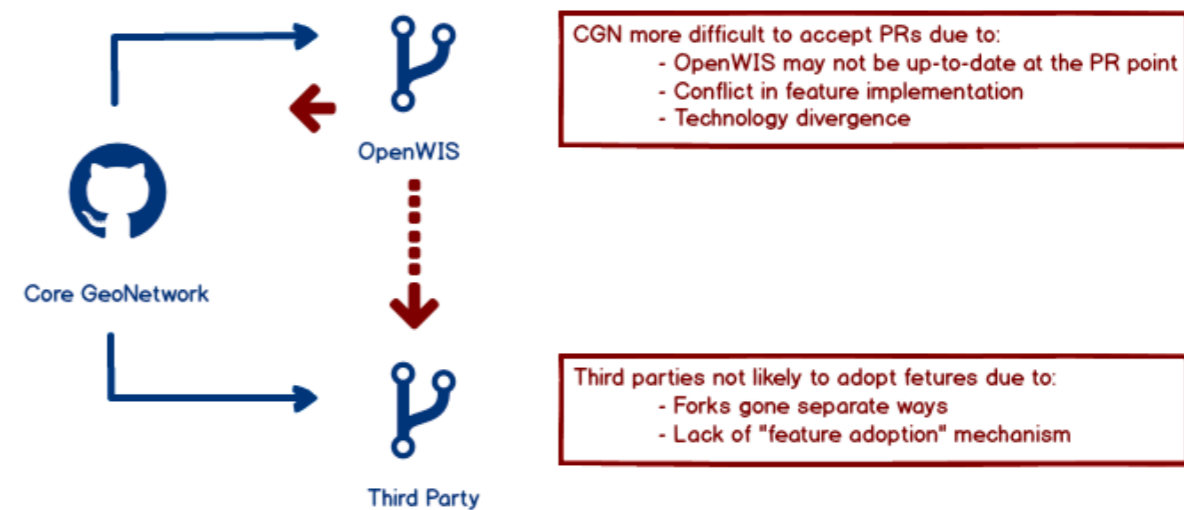 CGN more difficult to accept PRs due to:
- OpenWIS may not be up-to-date at the PR point
- Conflict in feature implementation
- Technology divergence
OpenWIS
Core GeoNetwork
Third parties not likely to adopt fetures due to:
- Forks gone separate ways
- Lack of "feature adoption" mechanism
Third Party